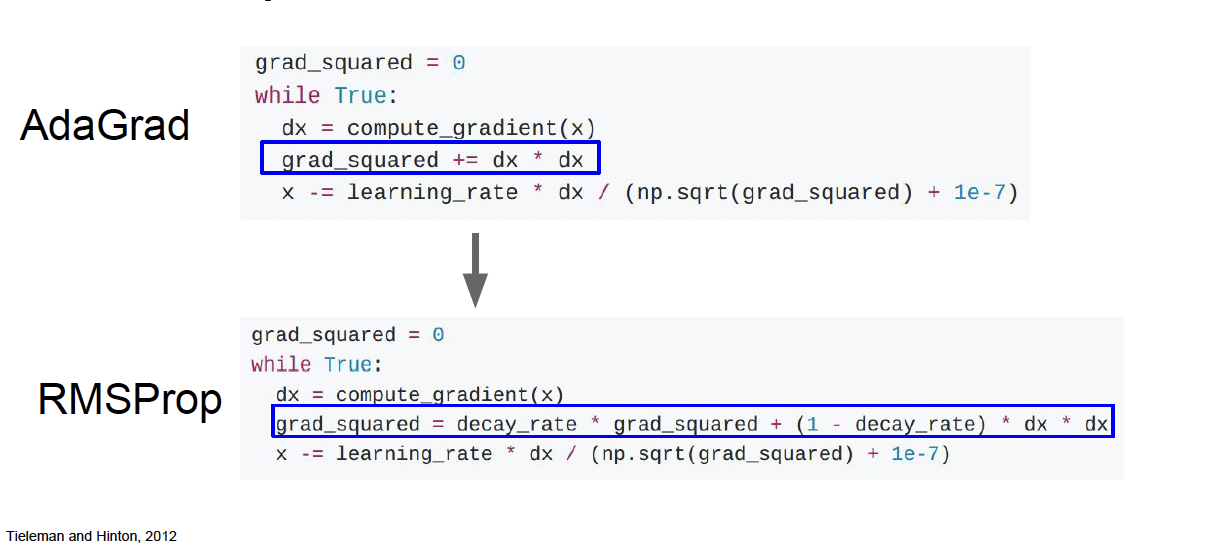 AdaGrad
grad_squared = 0
while True:
dx = compute_gradient(x)
grad_squared += dx * dx
x -= learning_rate * dx / (np.sqrt(grad_squared) + 1e-7)
RMSProp
grad_squared = 0
while True:
dx = compute_gradient(x)
grad_squared = decay_rate * grad_squared + (1 - decay_rate) * dx * dx
x -= learning_rate * dx / (np.sqrt(grad_squared) + 1e-7)
Tieleman and Hinton, 2012